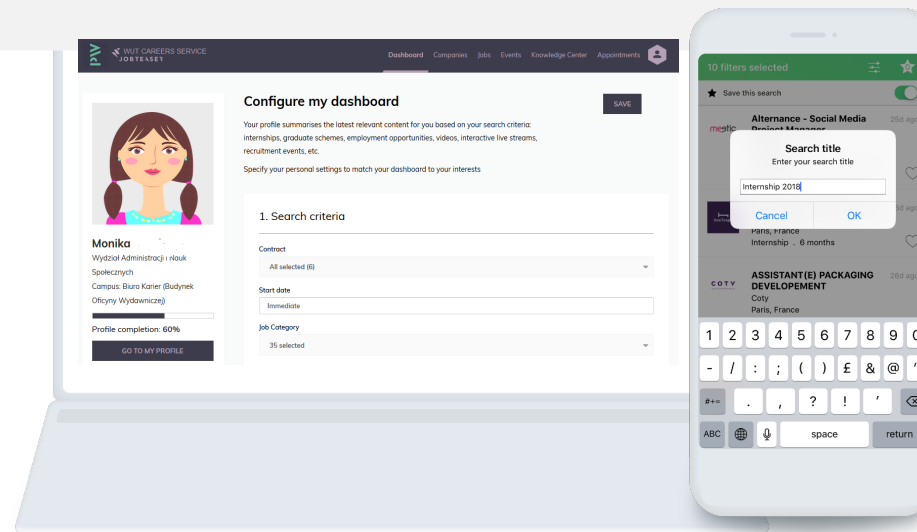 WUT CAREERS SERVICE
JOBTEASER
Dashboard Companies Jobs Events Knowledge Center Appointments
Configure my dashboard
SAVE
Your profile summarises the latest relevant content for you based on your search criteria:
internships, graduate schemes, employment opportunities, videos, interactive live streams,
recruitment events, etc.
Specify your personal settings to match your dashboard to your interests
1. Search criteria
Contract
All selected (6)
Start date
Immediate
Job Category
35 selected
Monika
Wydział Administracji i Nauk
Społecznych
Campus: Biuro Karier (Budynek
Oficyny Wydawniczej)
Profile completion: 60%
GO TO MY PROFILE
10 filters selected
Save this search
meetic
Alternance - Social Media
Project Manager
25d ago
Search title
Enter your search title
Internship 2018
Cancel OK
Paris, France
Internship . 6 months
COTY
ASSISTANT(E) PACKAGING
DEVELOPEMENT
26d ago
Coty
Paris, France
1 2 3 4 5 6 7 8 9 0
- / : ; ( ) £ & @ "
#+= . , ? ! '
ABC space return